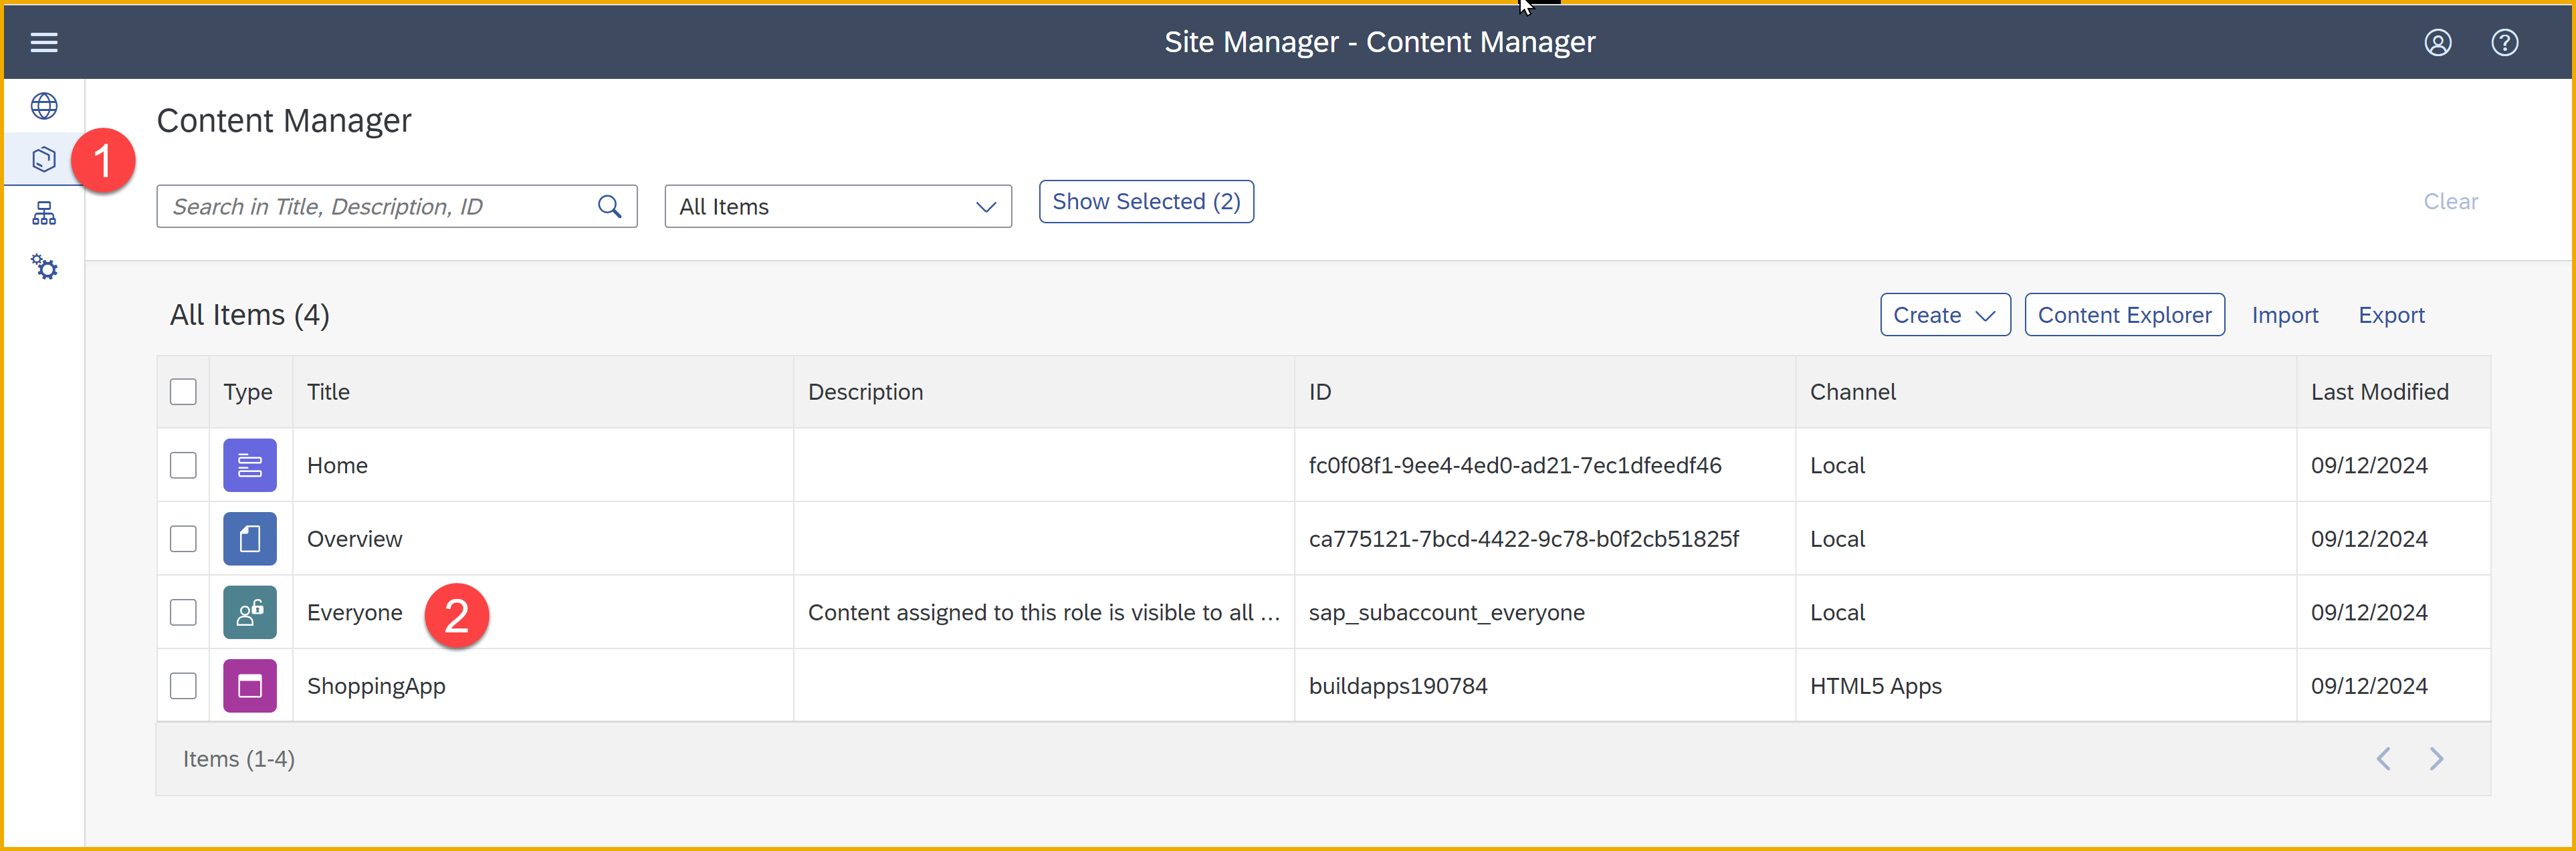 Site Manager - Content Manager
?
Content Manager
1
Search in Title, Description, ID
All Items
Show Selected (2)
Clear
All Items (4)
Create
Content Explorer
Import
Export
Type Title Description ID Channel Last Modified
Home fc0f08f1-9ee4-4ed0-ad21-7ec1dfeedf46 Local 09/12/2024
Overview ca775121-7bcd-4422-9c78-b0f2cb51825f Local 09/12/2024
Everyone 2 Content assigned to this role is visible to all ... sap_subaccount_everyone Local 09/12/2024
ShoppingApp buildapps190784 HTML5 Apps 09/12/2024
Items (1-4)